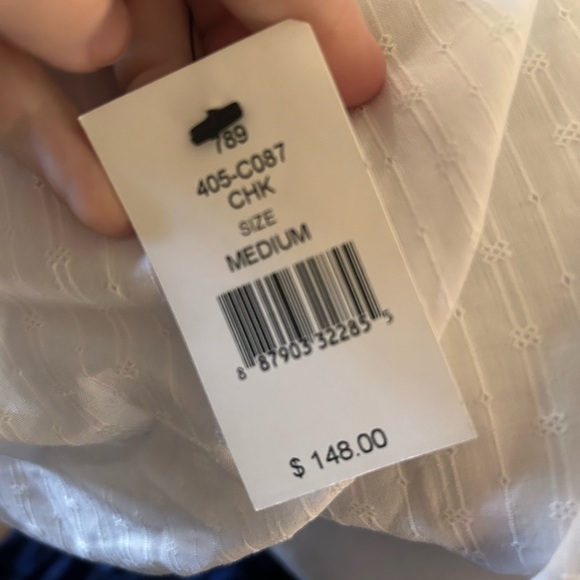 789
405-C087
CHK
SIZE
MEDIUM
8 87903 32285 5
$ 148.00